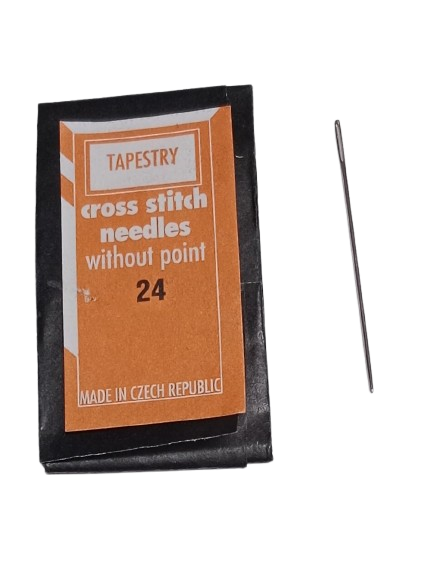 TAPESTRY
cross stitch
needles
without point
24
MADE IN CZECH REPUBLIC